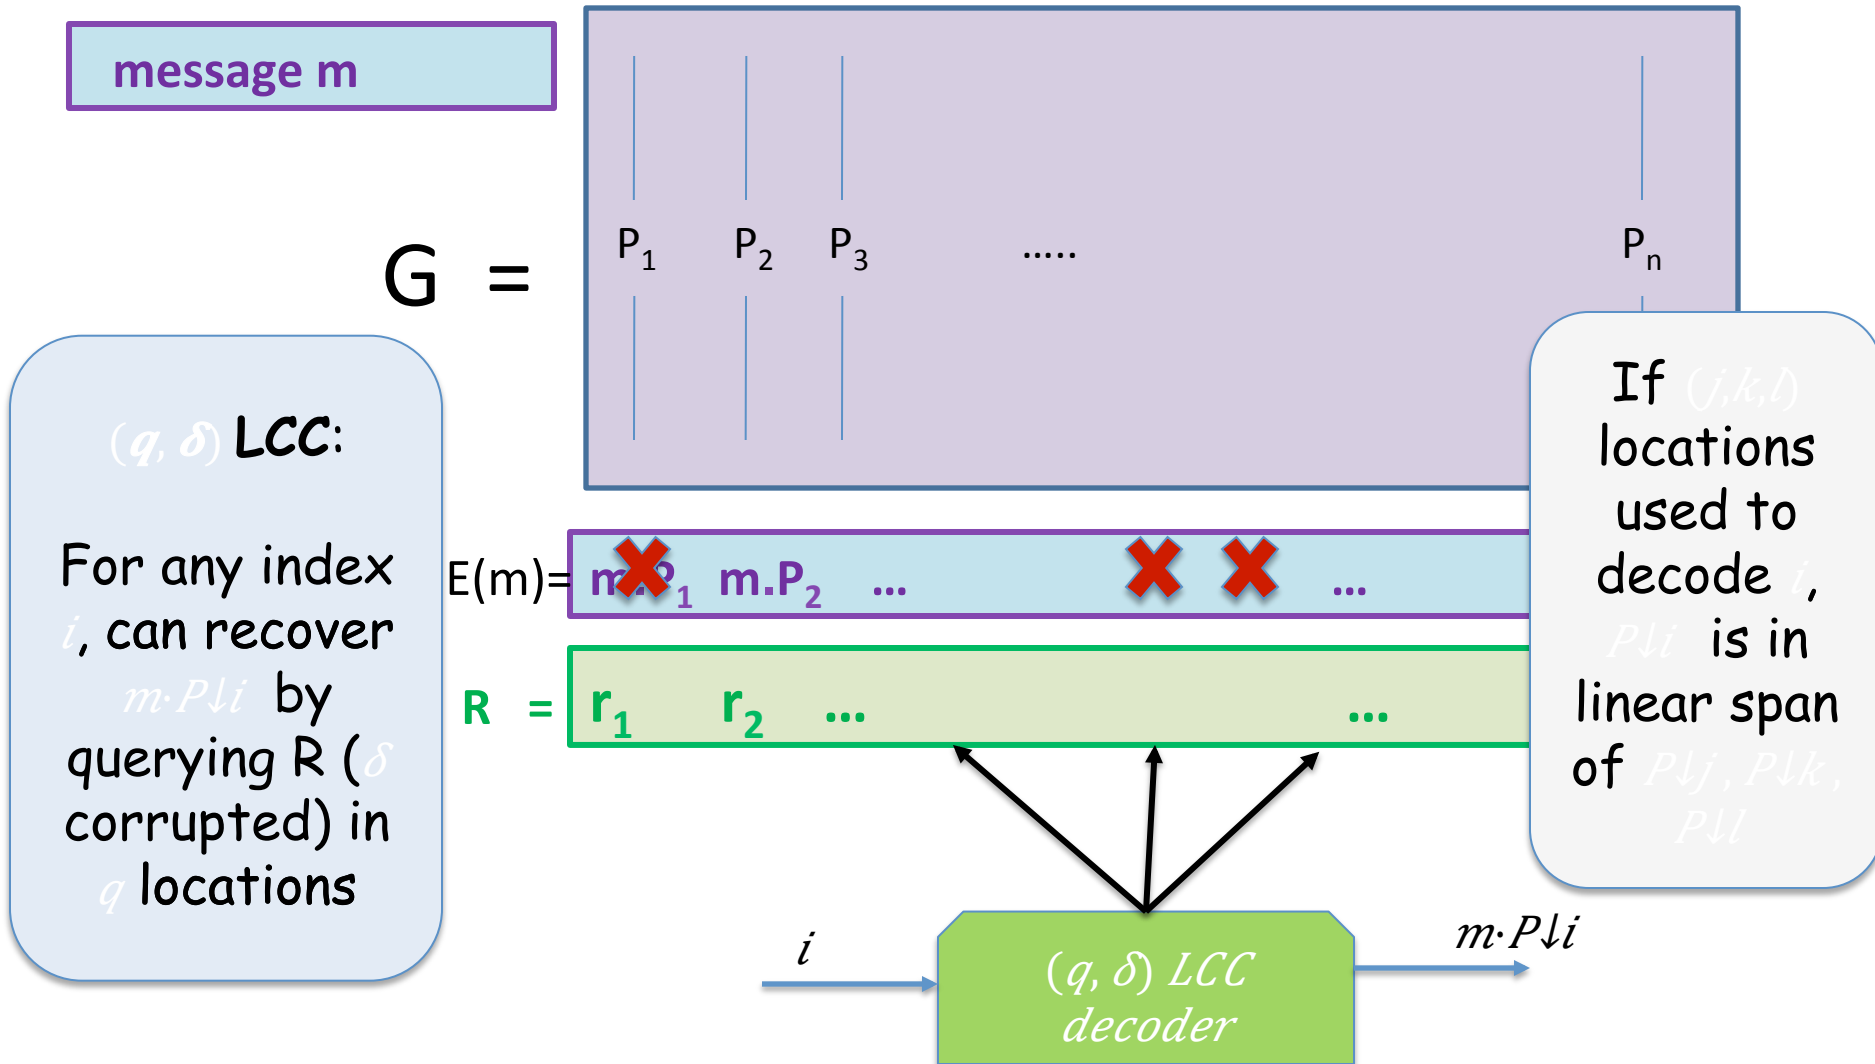 message m
P₁ P₂ P₃ ..... Pₙ
G =
(q, δ) LCC:
For any index
i, can recover
m·P↓i by
querying R (δ
corrupted) in
q locations
If (j,k,l)
locations
used to
decode i,
P↓i is in
linear span
of P↓j , P↓k ,
P↓l
E(m)= m.P₁ m.P₂ ... ...
R = r₁ r₂ ... ...
i
(q, δ) LCC
decoder
m·P↓i